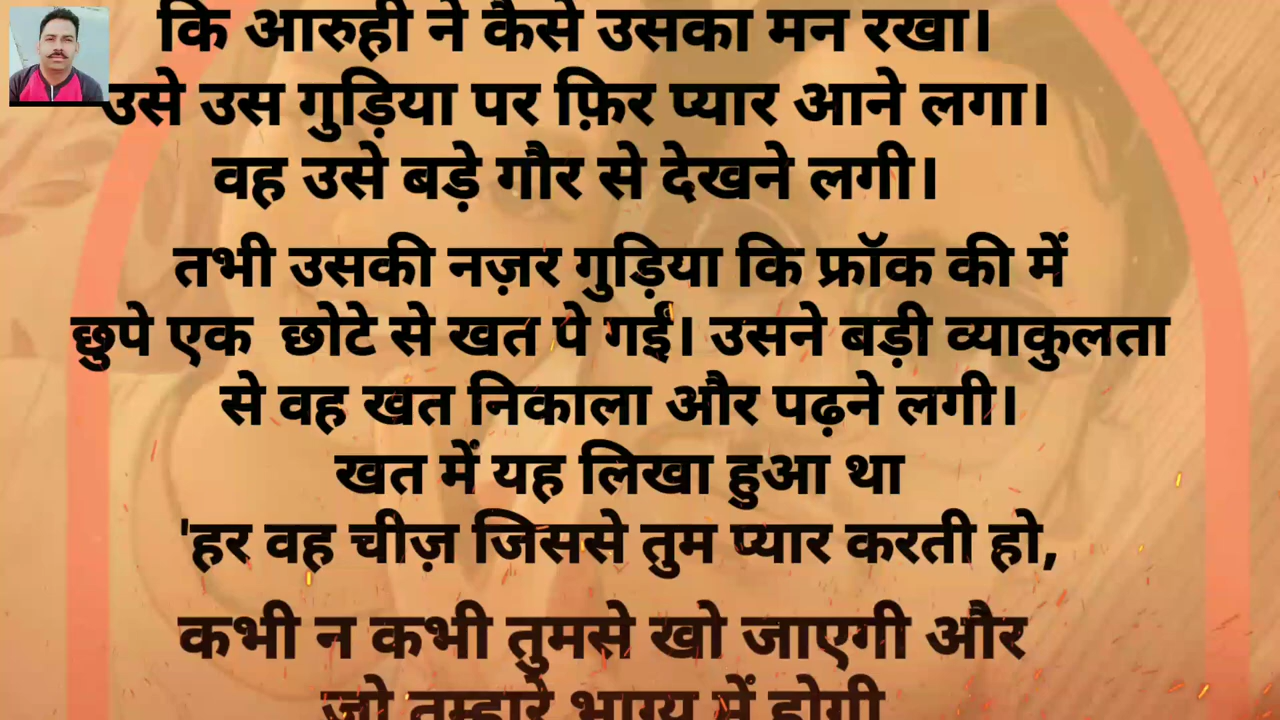 कि आरुही ने कैसे उसका मन रखा।
उसे उस गुड़िया पर फ़िर प्यार आने लगा।
वह उसे बड़े गौर से देखने लगी।
तभी उसकी नज़र गुड़िया कि फ्रॉक की में
छुपे एक छोटे से खत पे गई। उसने बड़ी व्याकुलता
से वह खत निकाला और पढ़ने लगी।
खत में यह लिखा हुआ था
'हर वह चीज़ जिससे तुम प्यार करती हो,
कभी न कभी तुमसे खो जाएगी और
जो तुम्हारे भाग्य में होगी